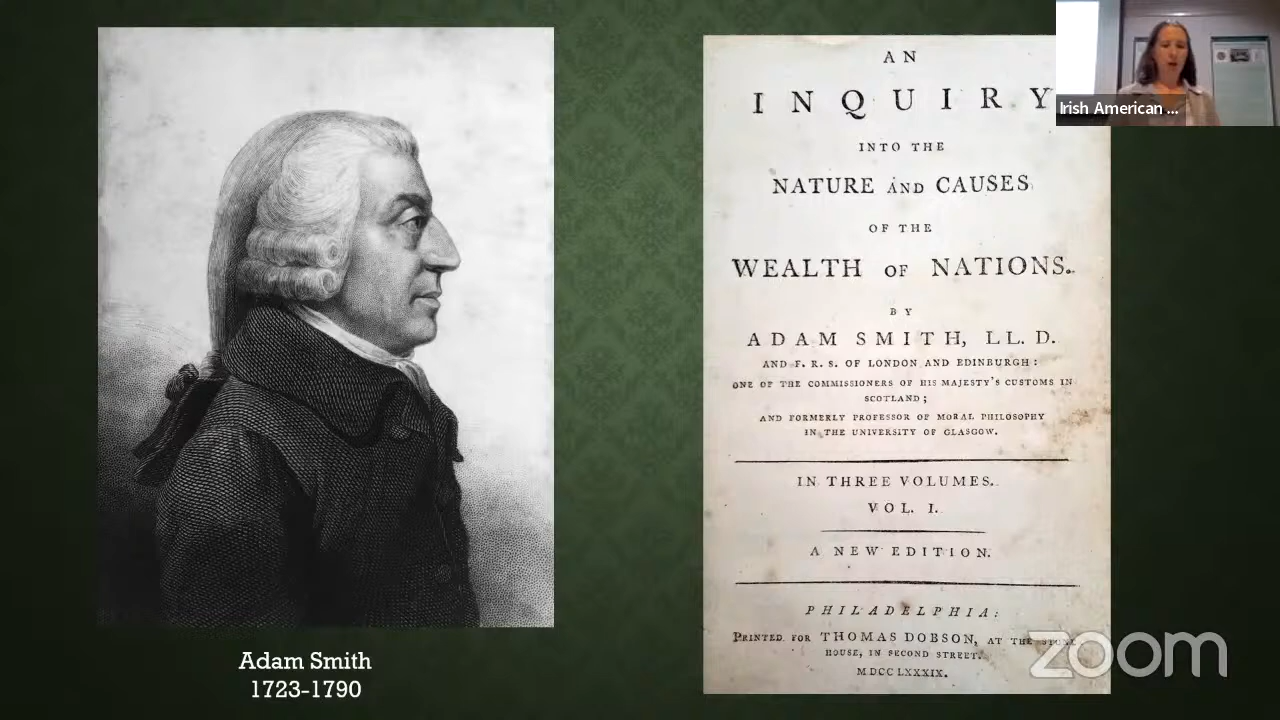 AN
INQUIRY
INTO THE
NATURE AND CAUSES
OF THE
WEALTH OF NATIONS.
BY
ADAM SMITH, LL. D.
AND F. R. S. OF LONDON AND EDINBURGH:
ONE OF THE COMMISSIONERS OF HIS MAJESTY'S CUSTOMS IN
SCOTLAND;
AND FORMERLY PROFESSOR OF MORAL PHILOSOPHY
IN THE UNIVERSITY OF GLASGOW.
IN THREE VOLUMES.
VOL. I.
A NEW EDITION.
PHILADELPHIA:
PRINTED FOR THOMAS DOBSON, AT THE STONE
HOUSE, IN SECOND STREET.
MDCCLXXXIX.
Adam Smith
1723-1790
Irish American ...
zoom